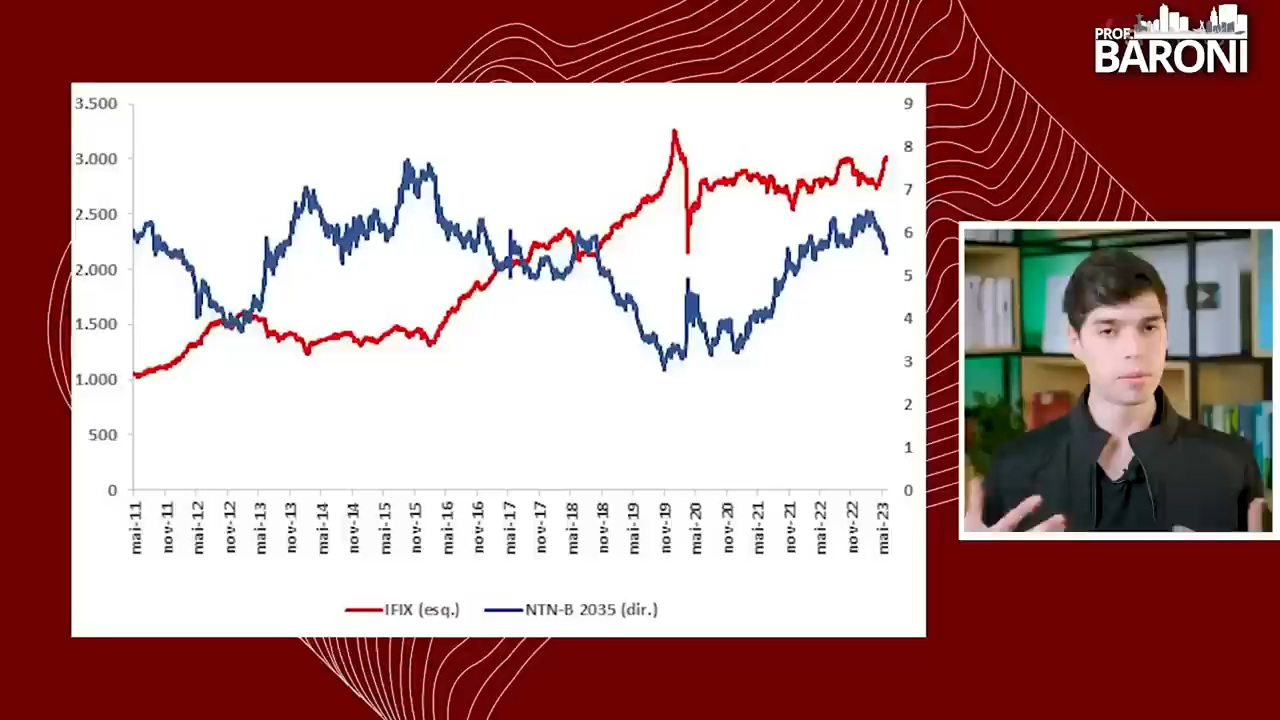 PROF.
BARONI
3.500
3.000
2.500
2.000
1.500
1.000
500
0
9
8
7
6
5
4
3
2
1
0
mai-11
nov-11
mai-12
nov-12
mai-13
nov-13
mai-14
nov-14
mai-15
nov-15
mai-16
nov-16
mai-17
nov-17
mai-18
nov-18
mai-19
nov-19
mai-20
nov-20
mai-21
nov-21
mai-22
nov-22
mai-23
IFIX (esq.)
NTN-B 2035 (dir.)